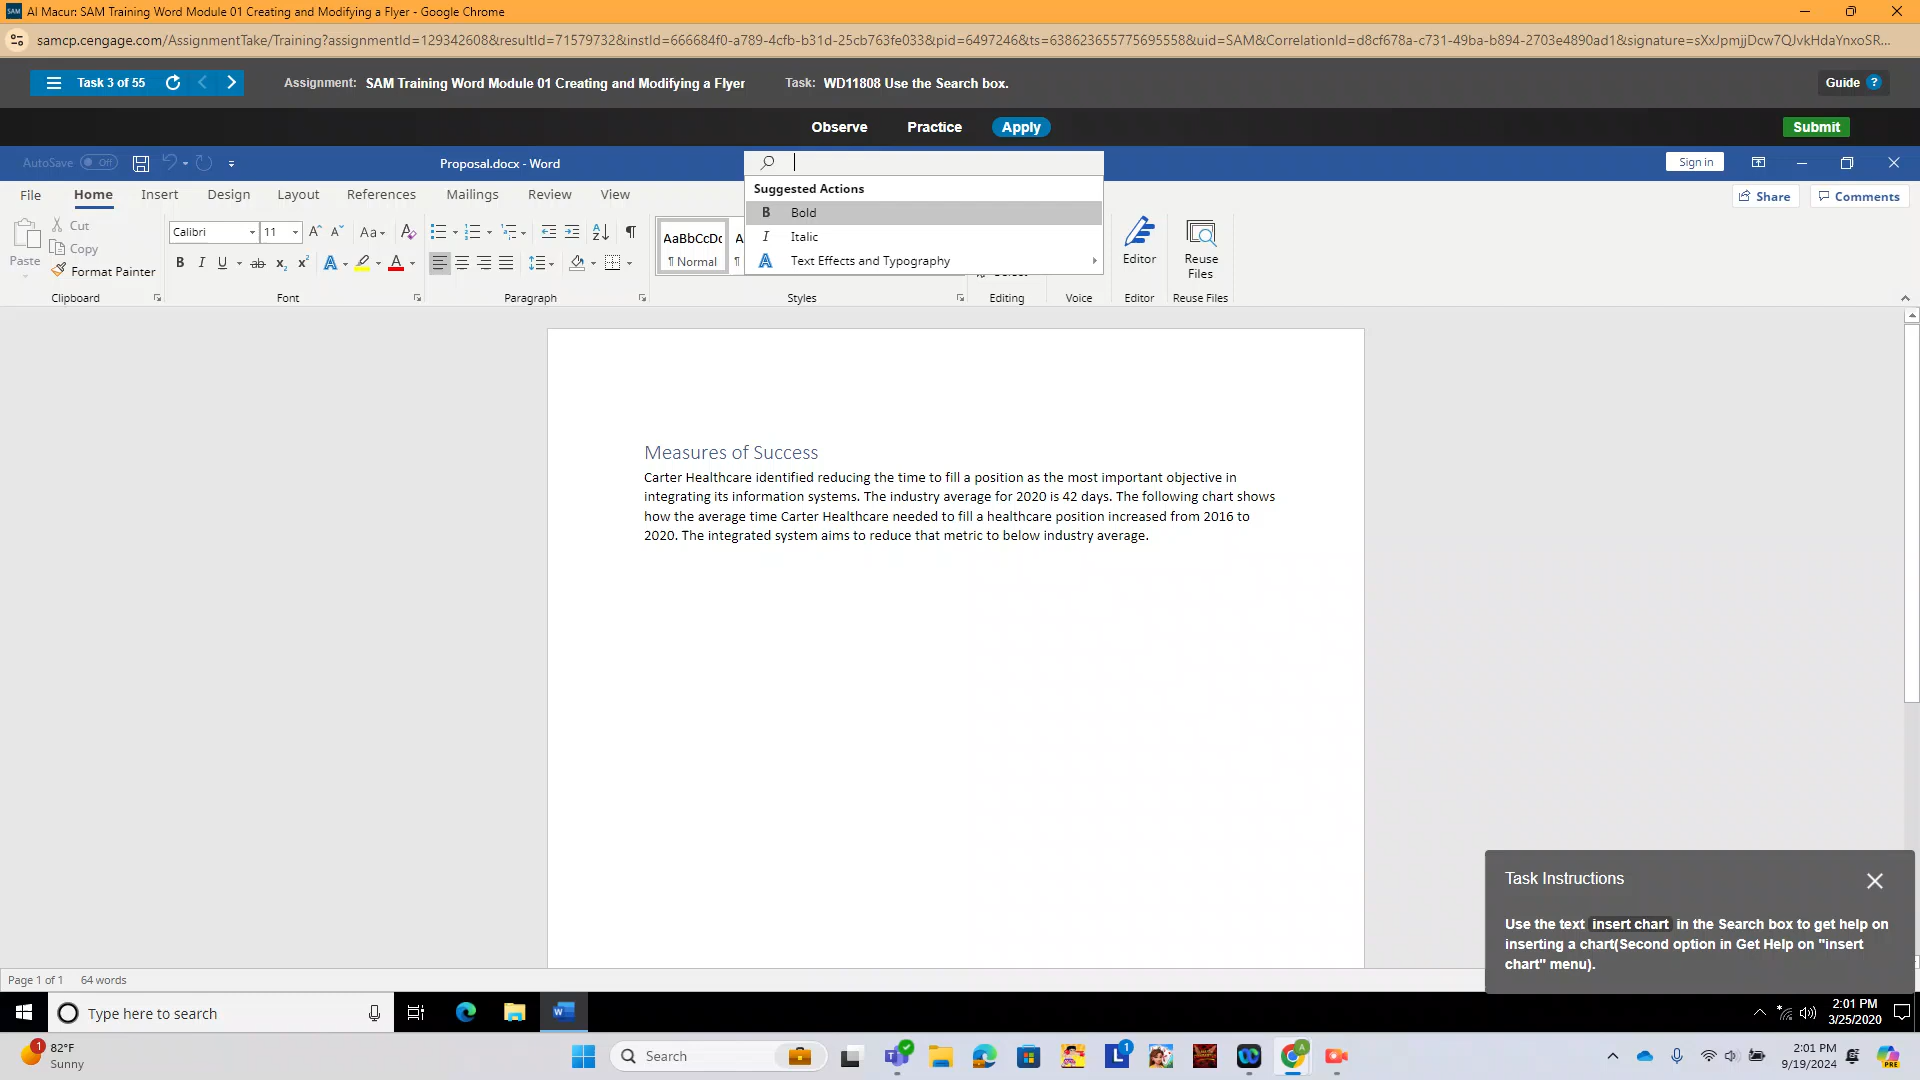 AI Macur: SAM Training Word Module 01 Creating and Modifying a Flyer - Google Chrome
samcp.cengage.com/AssignmentTake/Training?assignmentId=129342608&resultId=71579732&instId=666684f0-a789-4cfb-b31d-25cb763fe033&pid=6497246&ts=638623655775695558&uid=SAM&CorrelationId=d8cf678a-c731-49ba-b894-2703e4890ad1&signature=sXxJpmjjDcw7QJvkHdaYnxoSR...
Task 3 of 55 Assignment: SAM Training Word Module 01 Creating and Modifying a Flyer Task: WD11808 Use the Search box. Guide ?
Observe Practice Apply Submit
AutoSave Off Proposal.docx - Word Sign in
File Home Insert Design Layout References Mailings Review View Share Comments
Suggested Actions
Bold
Italic
Text Effects and Typography
Paste
Cut
Copy
Format Painter
Clipboard
Calibri 11
Font
Paragraph
AaBbCcDc
¶ Normal
Styles
Editing
Voice
Editor
Editor
Reuse
Files
Reuse Files
Measures of Success
Carter Healthcare identified reducing the time to fill a position as the most important objective in
integrating its information systems. The industry average for 2020 is 42 days. The following chart shows
how the average time Carter Healthcare needed to fill a healthcare position increased from 2016 to
2020. The integrated system aims to reduce that metric to below industry average.
Task Instructions
Use the text insert chart in the Search box to get help on
inserting a chart(Second option in Get Help on "insert
chart" menu).
Page 1 of 1 64 words
Type here to search
2:01 PM
3/25/2020
1
82°F
Sunny
Search
1
2:01 PM
9/19/2024